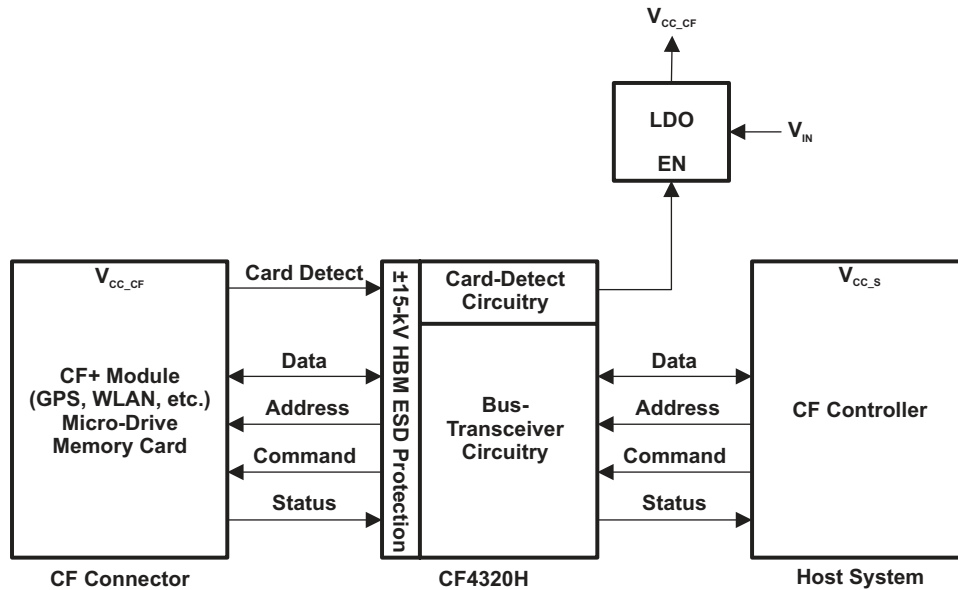 V_CC_CF
LDO
EN
V_IN
V_CC_CF
CF+ Module
(GPS, WLAN, etc.)
Micro-Drive
Memory Card
CF Connector
Card Detect
Data
Address
Command
Status
±15-kV HBM ESD Protection
Card-Detect
Circuitry
Bus-
Transceiver
Circuitry
CF4320H
Data
Address
Command
Status
V_CC_S
CF Controller
Host System